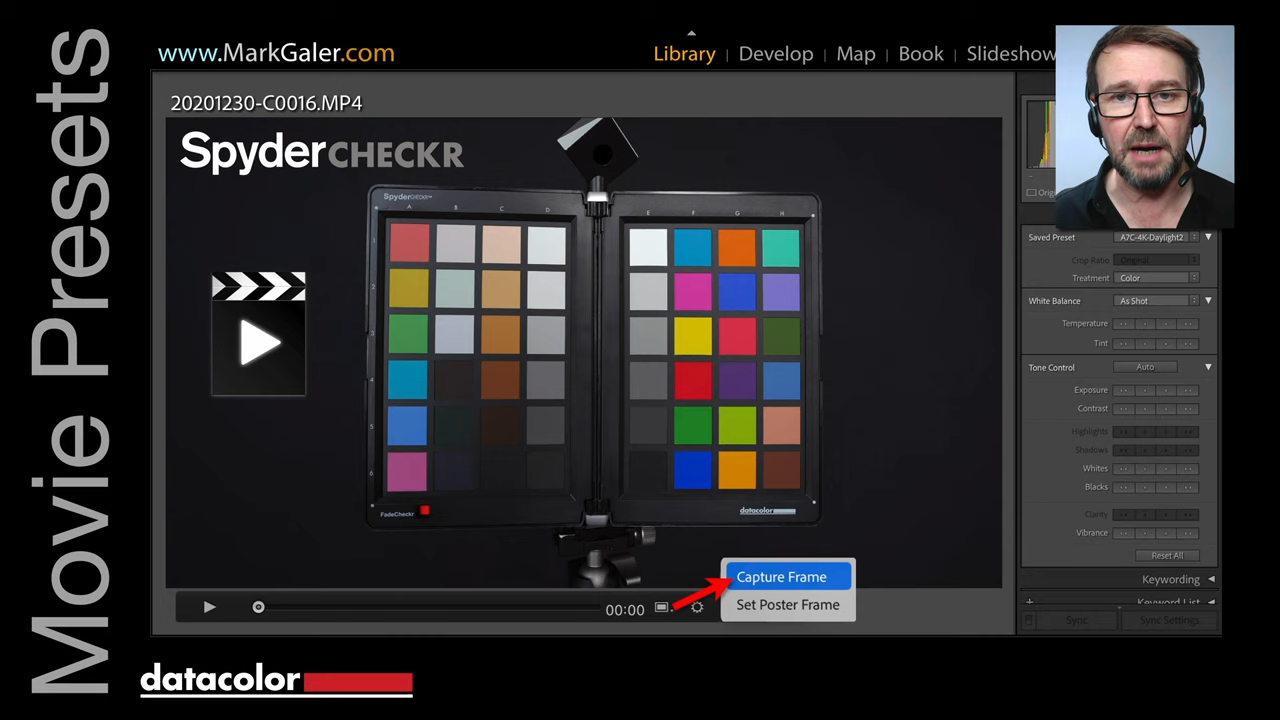 Movie Presets
www.MarkGaler.com
Library | Develop | Map | Book | Slideshow
20201230-C0016.MP4
SpyderCHECKR
SpyderCHECKR
A B C D
E F G H
1
2
3
4
5
6
FadeCheckr
datacolor
Saved Preset A7C-4K-Daylight2
Crop Ratio Original
Treatment: Color
White Balance As Shot
Temperature
Tint
Tone Control Auto
Exposure
Contrast
Highlights
Shadows
Whites
Blacks
Clarity
Vibrance
Reset All
Keywording
Keyword List
Sync Sync Settings
Capture Frame
Set Poster Frame
00:00
datacolor